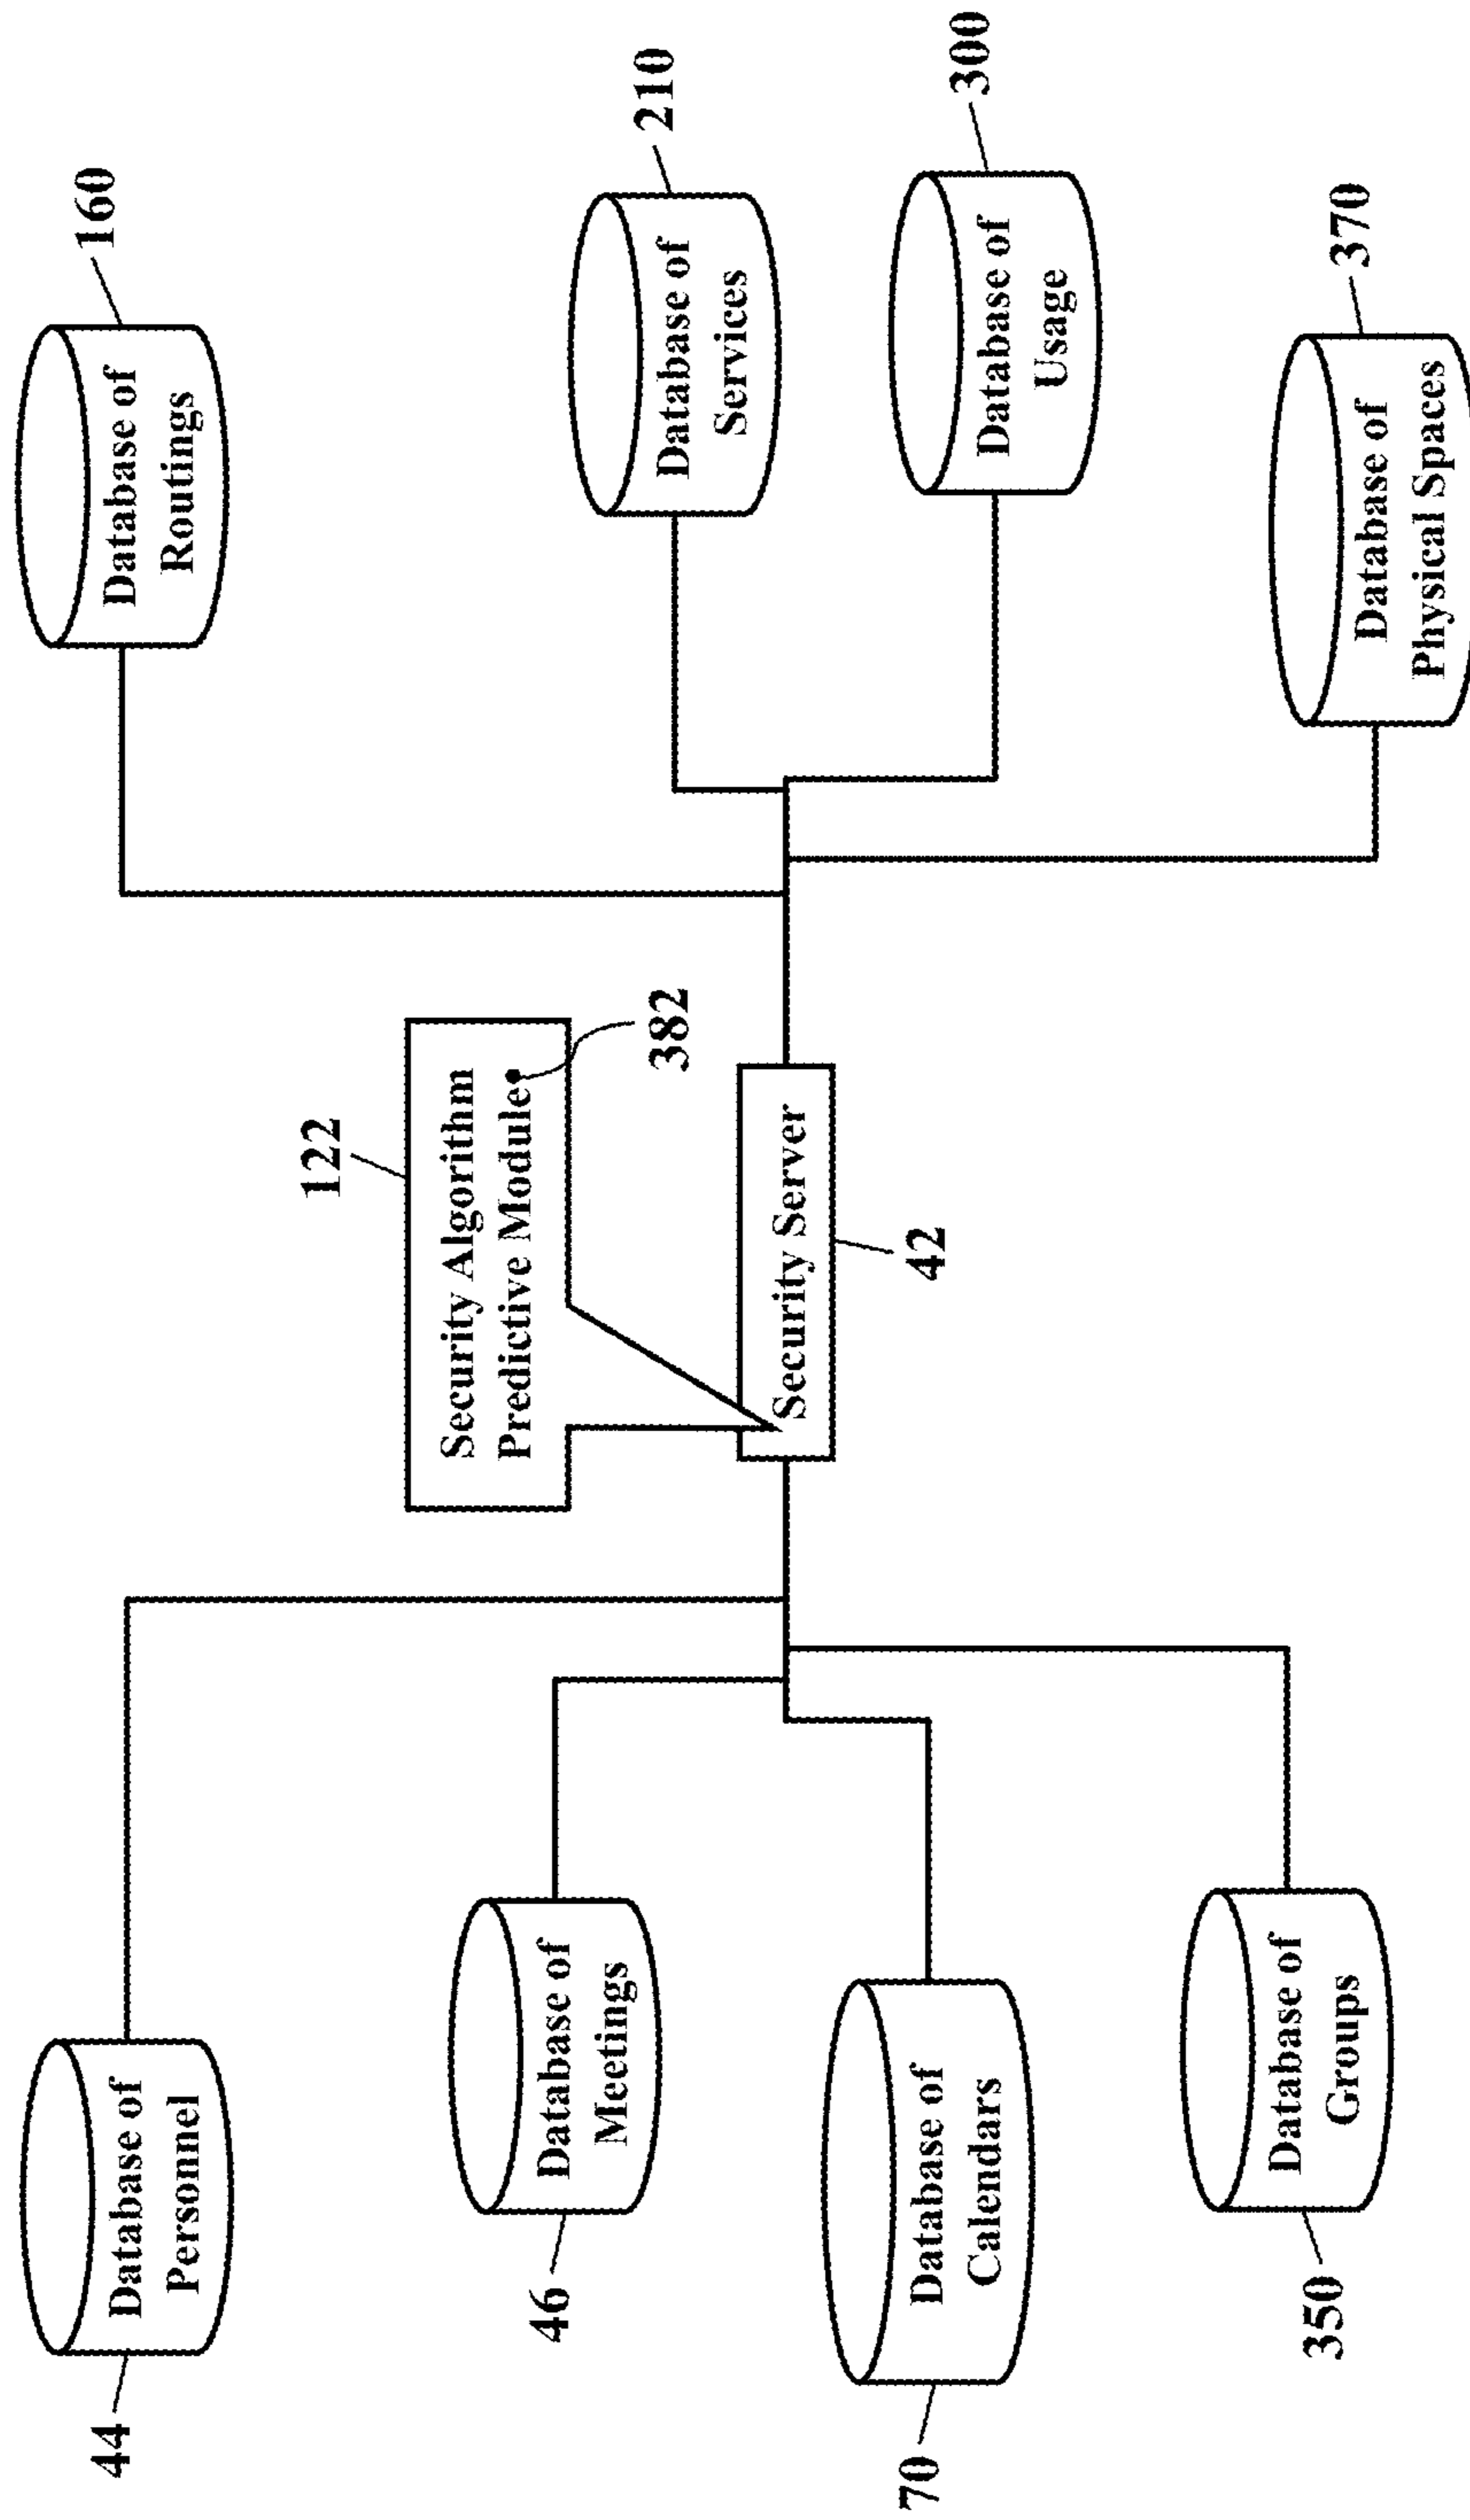 44
Database of
Personnel
46
Database of
Meetings
70
Database of
Calendars
350
Database of
Groups
122
Security Algorithm
Predictive Module
382
Security Server
42
160
Database of
Routings
210
Database of
Services
300
Database of
Usage
370
Database of
Physical Spaces